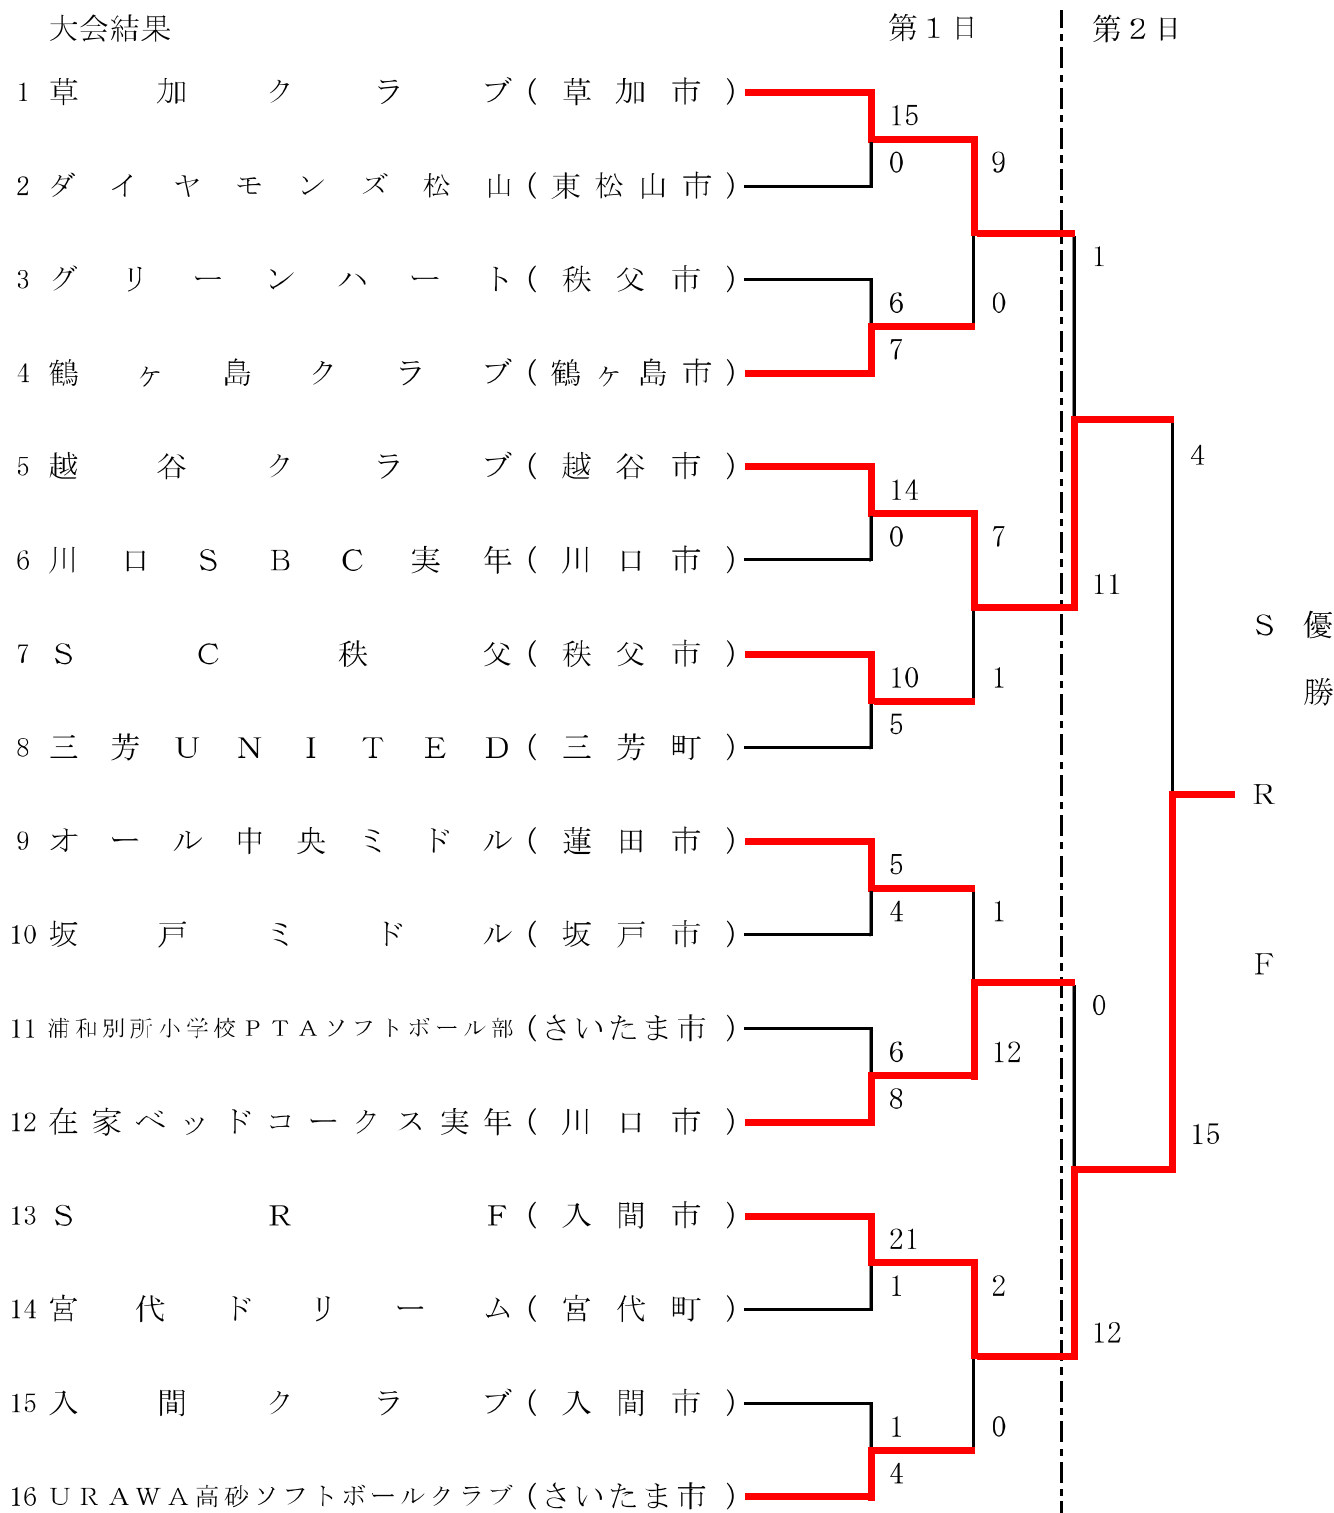 大会結果 第１日 第２日
1 草加クラブ(草加市)
15
0 9
2 ダイヤモンズ松山(東松山市)
1
3 グリーンハート(秩父市)
6 0
7
4 鶴ヶ島クラブ(鶴ヶ島市)
4
5 越谷クラブ(越谷市)
14
0 7
6 川口ＳＢＣ実年(川口市)
11
7 ＳＣ秩父(秩父市)
10 1
5
8 三芳ＵＮＩＴＥＤ(三芳町)
優勝
ＳＲＦ
9 オール中央ミドル(蓮田市)
5
4 1
10 坂戸ミドル(坂戸市)
0
11 浦和別所小学校ＰＴＡソフトボール部(さいたま市)
6 12
8
12 在家ベッドコークス実年(川口市)
15
13 ＳＲＦ(入間市)
21
1 2
14 宮代ドリーム(宮代町)
12
15 入間クラブ(入間市)
1 0
4
16 ＵＲＡＷＡ高砂ソフトボールクラブ(さいたま市)